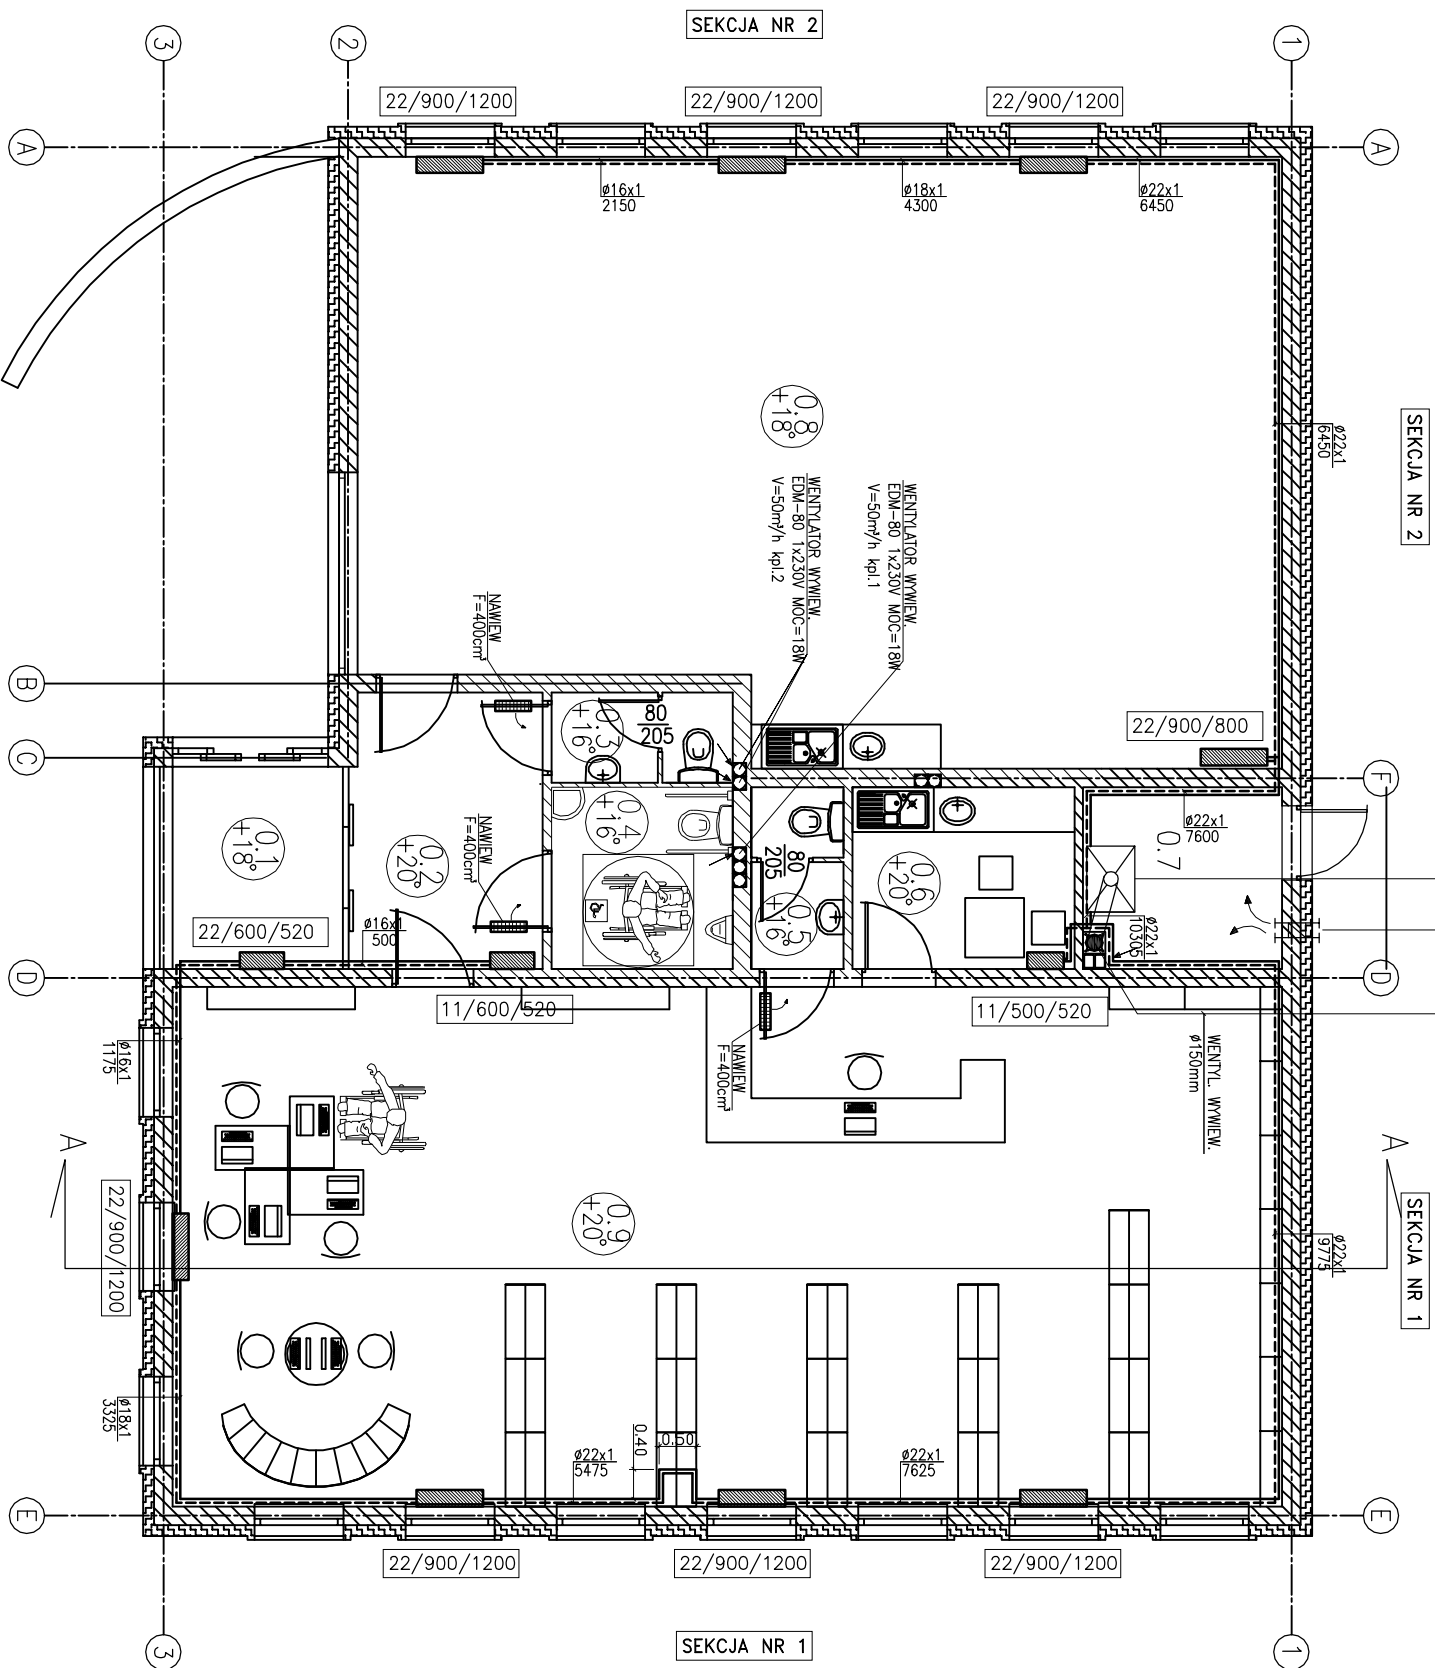 SEKCJA NR 2
3
2
1
22/900/1200
22/900/1200
22/900/1200
A
A
ø16x1
2150
ø18x1
4300
ø22x1
6450
SEKCJA NR 2
ø22x1
6450
0.8
+18°
WENTYLATOR WYWIEW.
EDM-80 1x230V MOC=18W
V=50m³/h kpl.2
WENTYLATOR WYWIEW.
EDM-80 1x230V MOC=18W
V=50m³/h kpl.1
NAWIEW
F=400cm²
B
C
F
22/900/800
0.3
+16°
80
205
ø22x1
7600
0.7
0.1
+18°
0.2
+20°
NAWIEW
F=400cm²
0.4
+16°
80
205
0.5
+16°
0.6
+20°
ø22x1
10305
22/600/520
ø16x1
500
D
D
11/600/520
11/500/520
ø16x1
1175
NAWIEW
F=400cm²
WENTYL. WYWIEW.
ø150mm
A
A
22/900/1200
0.9
+20°
SEKCJA NR 1
ø22x1
9775
ø18x1
3325
0.40
0.50
ø22x1
5475
ø22x1
7625
E
E
22/900/1200
22/900/1200
22/900/1200
SEKCJA NR 1
3
1